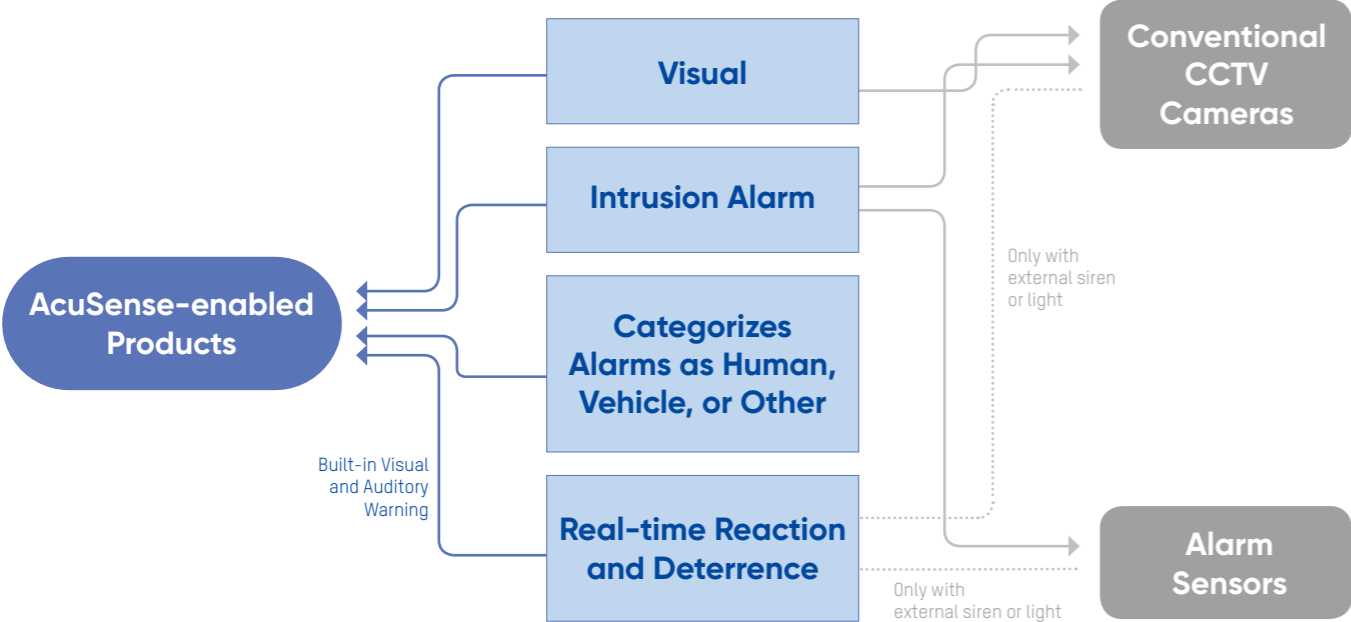 Visual
Conventional
CCTV
Cameras
Intrusion Alarm
Only with
external siren
or light
AcuSense-enabled
Products
Categorizes
Alarms as Human,
Vehicle, or Other
Built-in Visual
and Auditory
Warning
Real-time Reaction
and Deterrence
Alarm
Sensors
Only with
external siren or light